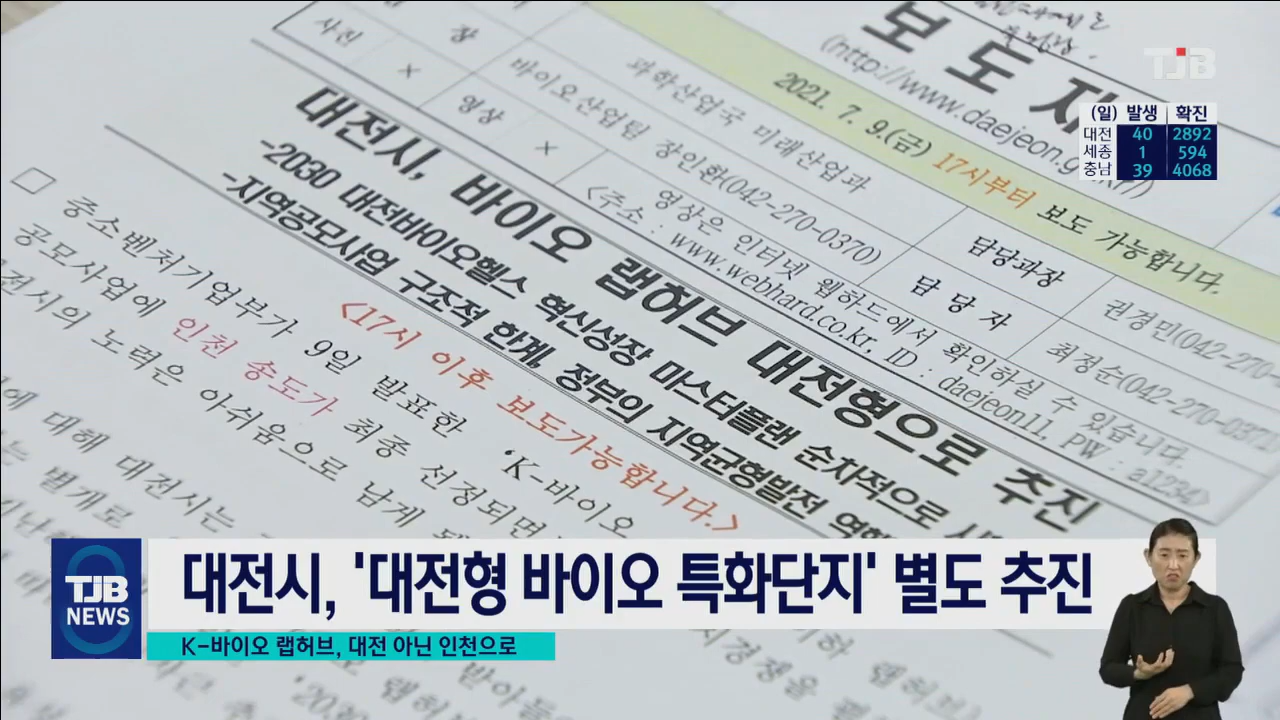 TJB
(일) 발생 확진
대전 40 2892
세종 1 594
충남 39 4068
보 도 자
(http://www.daejeon.go.kr/)
2021. 7. 9.(금) 17시부터 보도 가능합니다.
사진 × 영상 ×
과학산업국 미래산업과
바이오산업팀 장인환(042-270-0370)
담당과장 권경민(042-270-
담 당 자 최정순(042-270-0371)
영상은 인터넷 웹하드에서 확인하실 수 있습니다.
<주소 : www.webhard.co.kr, ID : daejeon11, PW : a1234>
대전시, 바이오 랩허브 대전형으로 추진
-2030 대전바이오헬스 혁신성장 마스터플랜 순차적으로
-지역공모사업 구조적 한계, 정부의 지역균형발전 역행
<17시 이후 보도가능합니다.>
□ 중소벤처기업부가 9일 발표한 'K-바이오
공모사업에 인천 송도가 최종 선정되면
전시의 노력은 아쉬움으로 남게
에 대해 대전시는
는 별개로
TJB
NEWS
대전시, '대전형 바이오 특화단지' 별도 추진
K-바이오 랩허브, 대전 아닌 인천으로